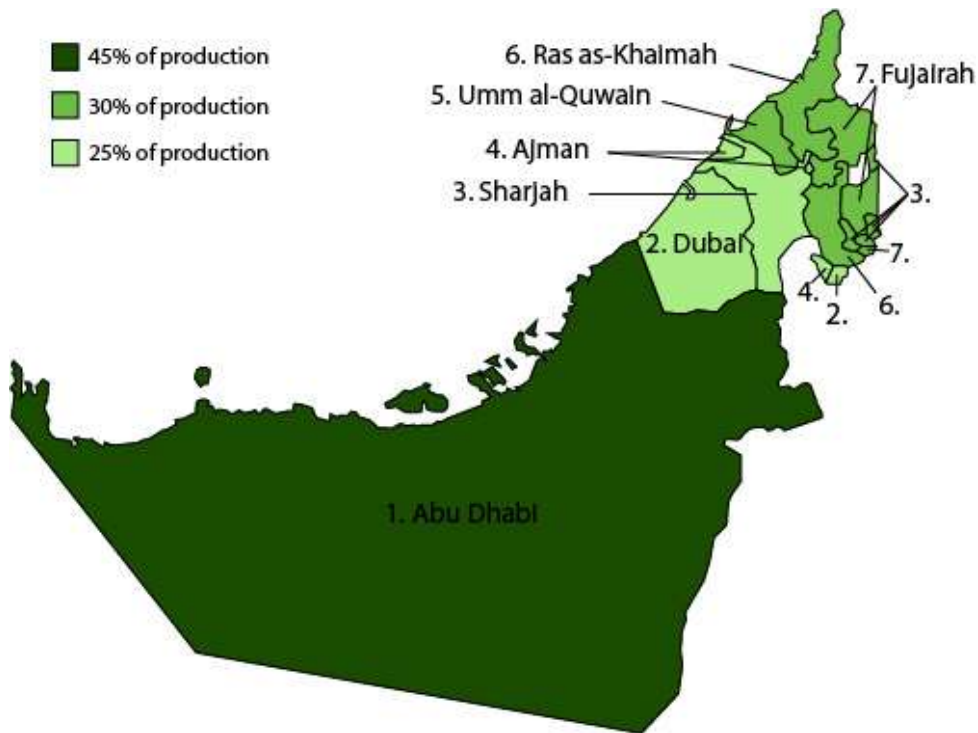 45% of production
30% of production
25% of production
6. Ras as-Khaimah
7. Fujairah
5. Umm al-Quwain
4. Ajman
3. Sharjah
3.
2. Dubai
7.
4.
2.
6.
1. Abu Dhabi